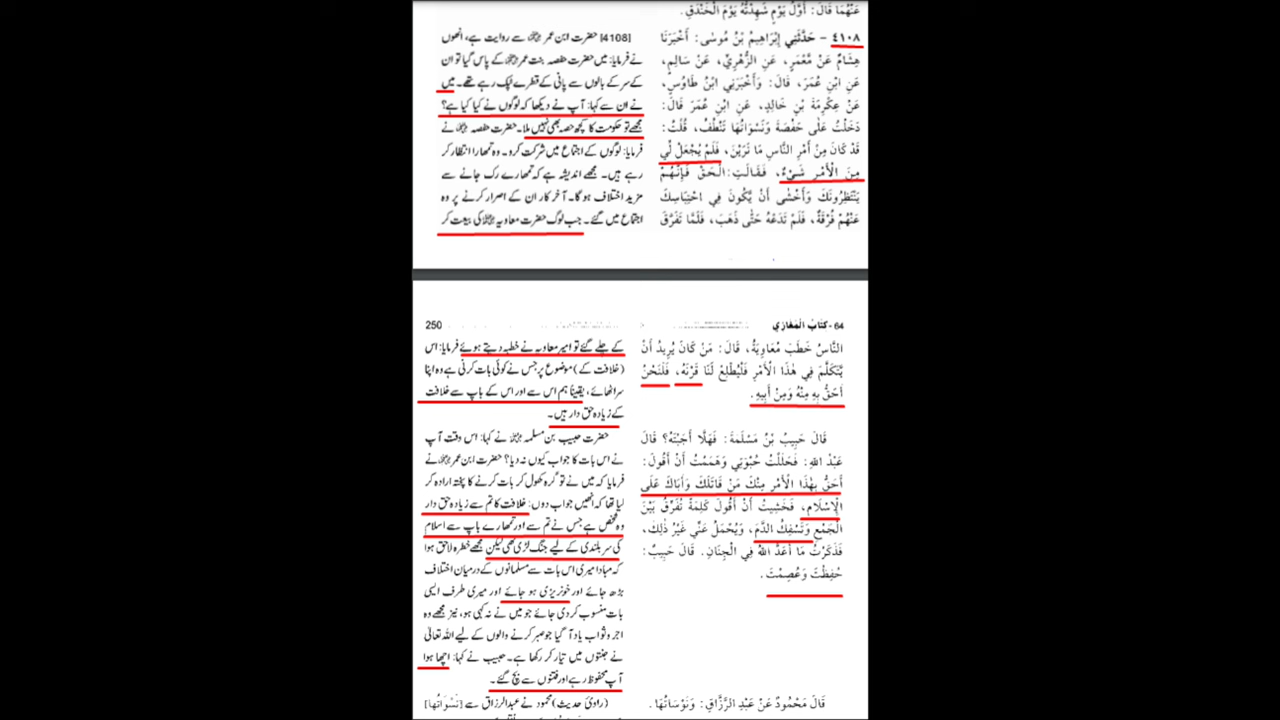 عَنْهُمَا قَالَ: أَوَّلُ يَوْمٍ شَهِدْتُهُ يَوْمَ الْخَنْدَقِ.
٤١٠٨ - حَدَّثَنِي إِبْرَاهِيمُ بْنُ مُوسٰى: أَخْبَرَنَا
هِشَامٌ عَنْ مَّعْمَرٍ، عَنِ الزُّهْرِيِّ، عَنْ سَالِمٍ،
عَنِ ابْنِ عُمَرَ، قَالَ: وَأَخْبَرَنِي ابْنُ طَاوُسٍ،
عَنْ عِكْرِمَةَ بْنِ خَالِدٍ، عَنِ ابْنِ عُمَرَ قَالَ:
دَخَلْتُ عَلٰى حَفْصَةَ وَنَسْوَاتُهَا تَنْطُفُ، قُلْتُ:
قَدْ كَانَ مِنْ أَمْرِ النَّاسِ مَا تَرَيْنَ، فَلَمْ يُجْعَلْ لِّي
مِنَ الْأَمْرِ شَيْءٌ، فَقَالَتِ: الْحَقْ فَإِنَّهُمْ
يَنْتَظِرُونَكَ وَأَخْشٰى أَنْ يَّكُونَ فِي احْتِبَاسِكَ
عَنْهُمْ فُرْقَةٌ، فَلَمْ تَدَعْهُ حَتّٰى ذَهَبَ، فَلَمَّا تَفَرَّقَ
[4108] حضرت ابن عمر ؓ سے روایت ہے، انھوں
نے فرمایا: میں حضرت حفصہ بنت عمر ؓ کے پاس گیا تو ان
کے سر کے بالوں سے پانی کے قطرے ٹپک رہے تھے۔ میں
نے ان سے کہا: آپ نے دیکھا کہ لوگوں نے کیا کیا ہے؟
مجھے تو حکومت کا کچھ حصہ بھی نہیں ملا۔ حضرت حفصہ ؓ نے
فرمایا: لوگوں کے اجتماع میں شرکت کرو۔ وہ تمھارا انتظار کر
رہے ہیں۔ مجھے اندیشہ ہے کہ تمھارے رک جانے سے
مزید اختلاف ہوگا۔ آخر کار ان کے اصرار کرنے پر وہ
اجتماع میں گئے۔ جب لوگ حضرت معاویہ ؓ کی بیعت کر
64-كِتَابُ الْمَغَازِي
250
النَّاسُ خَطَبَ مُعَاوِيَةُ، قَالَ: مَنْ كَانَ يُرِيدُ أَنْ
يَّتَكَلَّمَ فِي هٰذَا الْأَمْرِ فَلْيُطْلِعْ لَنَا قَرْنَهُ، فَلَنَحْنُ
أَحَقُّ بِهِ مِنْهُ وَمِنْ أَبِيهِ.
قَالَ حَبِيبُ بْنُ مَسْلَمَةَ: فَهَلَّا أَجَبْتَهُ؟ قَالَ
عَبْدُ اللهِ: فَحَلَلْتُ حُبْوَتِي وَهَمَمْتُ أَنْ أَقُولَ:
أَحَقُّ بِهٰذَا الْأَمْرِ مِنْكَ مَنْ قَاتَلَكَ وَأَبَاكَ عَلَى
الْإِسْلَامِ، فَخَشِيتُ أَنْ أَقُولَ كَلِمَةً تُفَرِّقُ بَيْنَ
الْجَمْعِ وَتَسْفِكُ الدَّمَ، وَيُحْمَلُ عَنِّي غَيْرُ ذٰلِكَ،
فَذَكَرْتُ مَا أَعَدَّ اللهُ فِي الْجِنَانِ. قَالَ حَبِيبٌ:
حُفِظْتَ وَعُصِمْتَ.
قَالَ مَحْمُودٌ عَنْ عَبْدِ الرَّزَّاقِ: وَنَوْسَاتُهَا.
کے چلے گئے تو امیر معاویہ نے خطبہ دیتے ہوئے فرمایا: اس
(خلافت کے) موضوع پر جس نے کوئی بات کرنی ہے وہ اپنا
سر اٹھائے، یقیناً ہم اس سے اور اس کے باپ سے خلافت
کے زیادہ حق دار ہیں۔
حضرت حبیب بن مسلمہ ؓ نے کہا: اس وقت آپ
نے اس بات کا جواب کیوں نہ دیا؟ حضرت ابن عمر ؓ نے
فرمایا کہ میں نے تو گرہ کھول کر بات کرنے کا پختہ ارادہ کر
لیا تھا کہ انھیں جواب دوں: خلافت کا تم سے زیادہ حق دار
وہ شخص ہے جس نے تم سے اور تمھارے باپ سے اسلام
کی سربلندی کے لیے جنگ لڑی تھی لیکن مجھے خطرہ لاحق ہوا
کہ مبادا میری اس بات سے مسلمانوں کے درمیان اختلاف
بڑھ جائے اور خونریزی ہو جائے اور میری طرف ایسی
بات منسوب کر دی جائے جو میں نے نہ کہی ہو، نیز مجھے وہ
اجر و ثواب یاد آ گیا جو صبر کرنے والوں کے لیے اللہ تعالیٰ
نے جنتوں میں تیار کر رکھا ہے۔ حبیب نے کہا: اچھا ہوا
آپ محفوظ رہے اور فتنوں سے بچ گئے۔
(راوئ حدیث) محمود نے عبدالرزاق سے [نَسْوَاتُهَا]